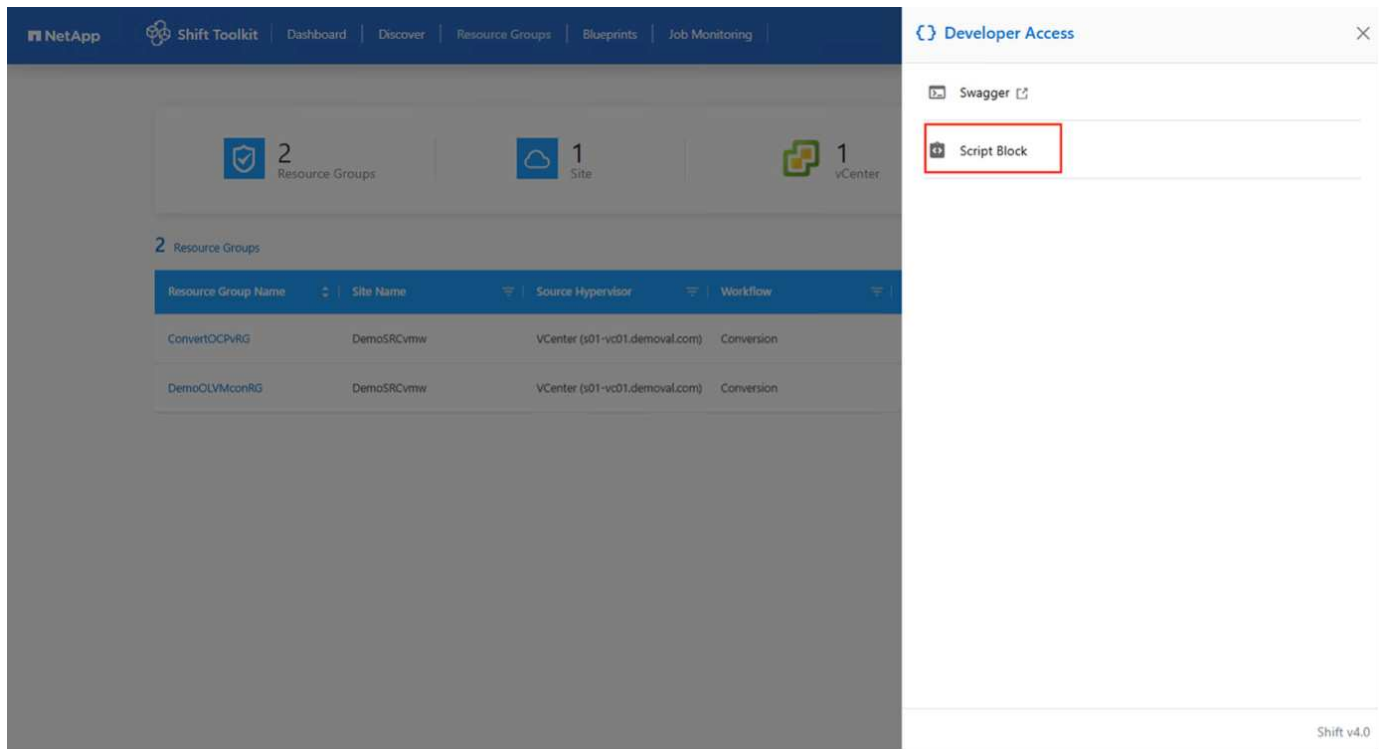 NetApp Shift Toolkit Dashboard Discover Resource Groups Blueprints Job Monitoring
2
Resource Groups
1
Site
1
vCenter
2 Resource Groups
Resource Group Name Site Name Source Hypervisor Workflow
ConvertOCPvRG DemoSRCvmw VCenter (s01-vc01.demoval.com) Conversion
DemoOLVMconRG DemoSRCvmw VCenter (s01-vc01.demoval.com) Conversion
{} Developer Access
Swagger
Script Block
Shift v4.0